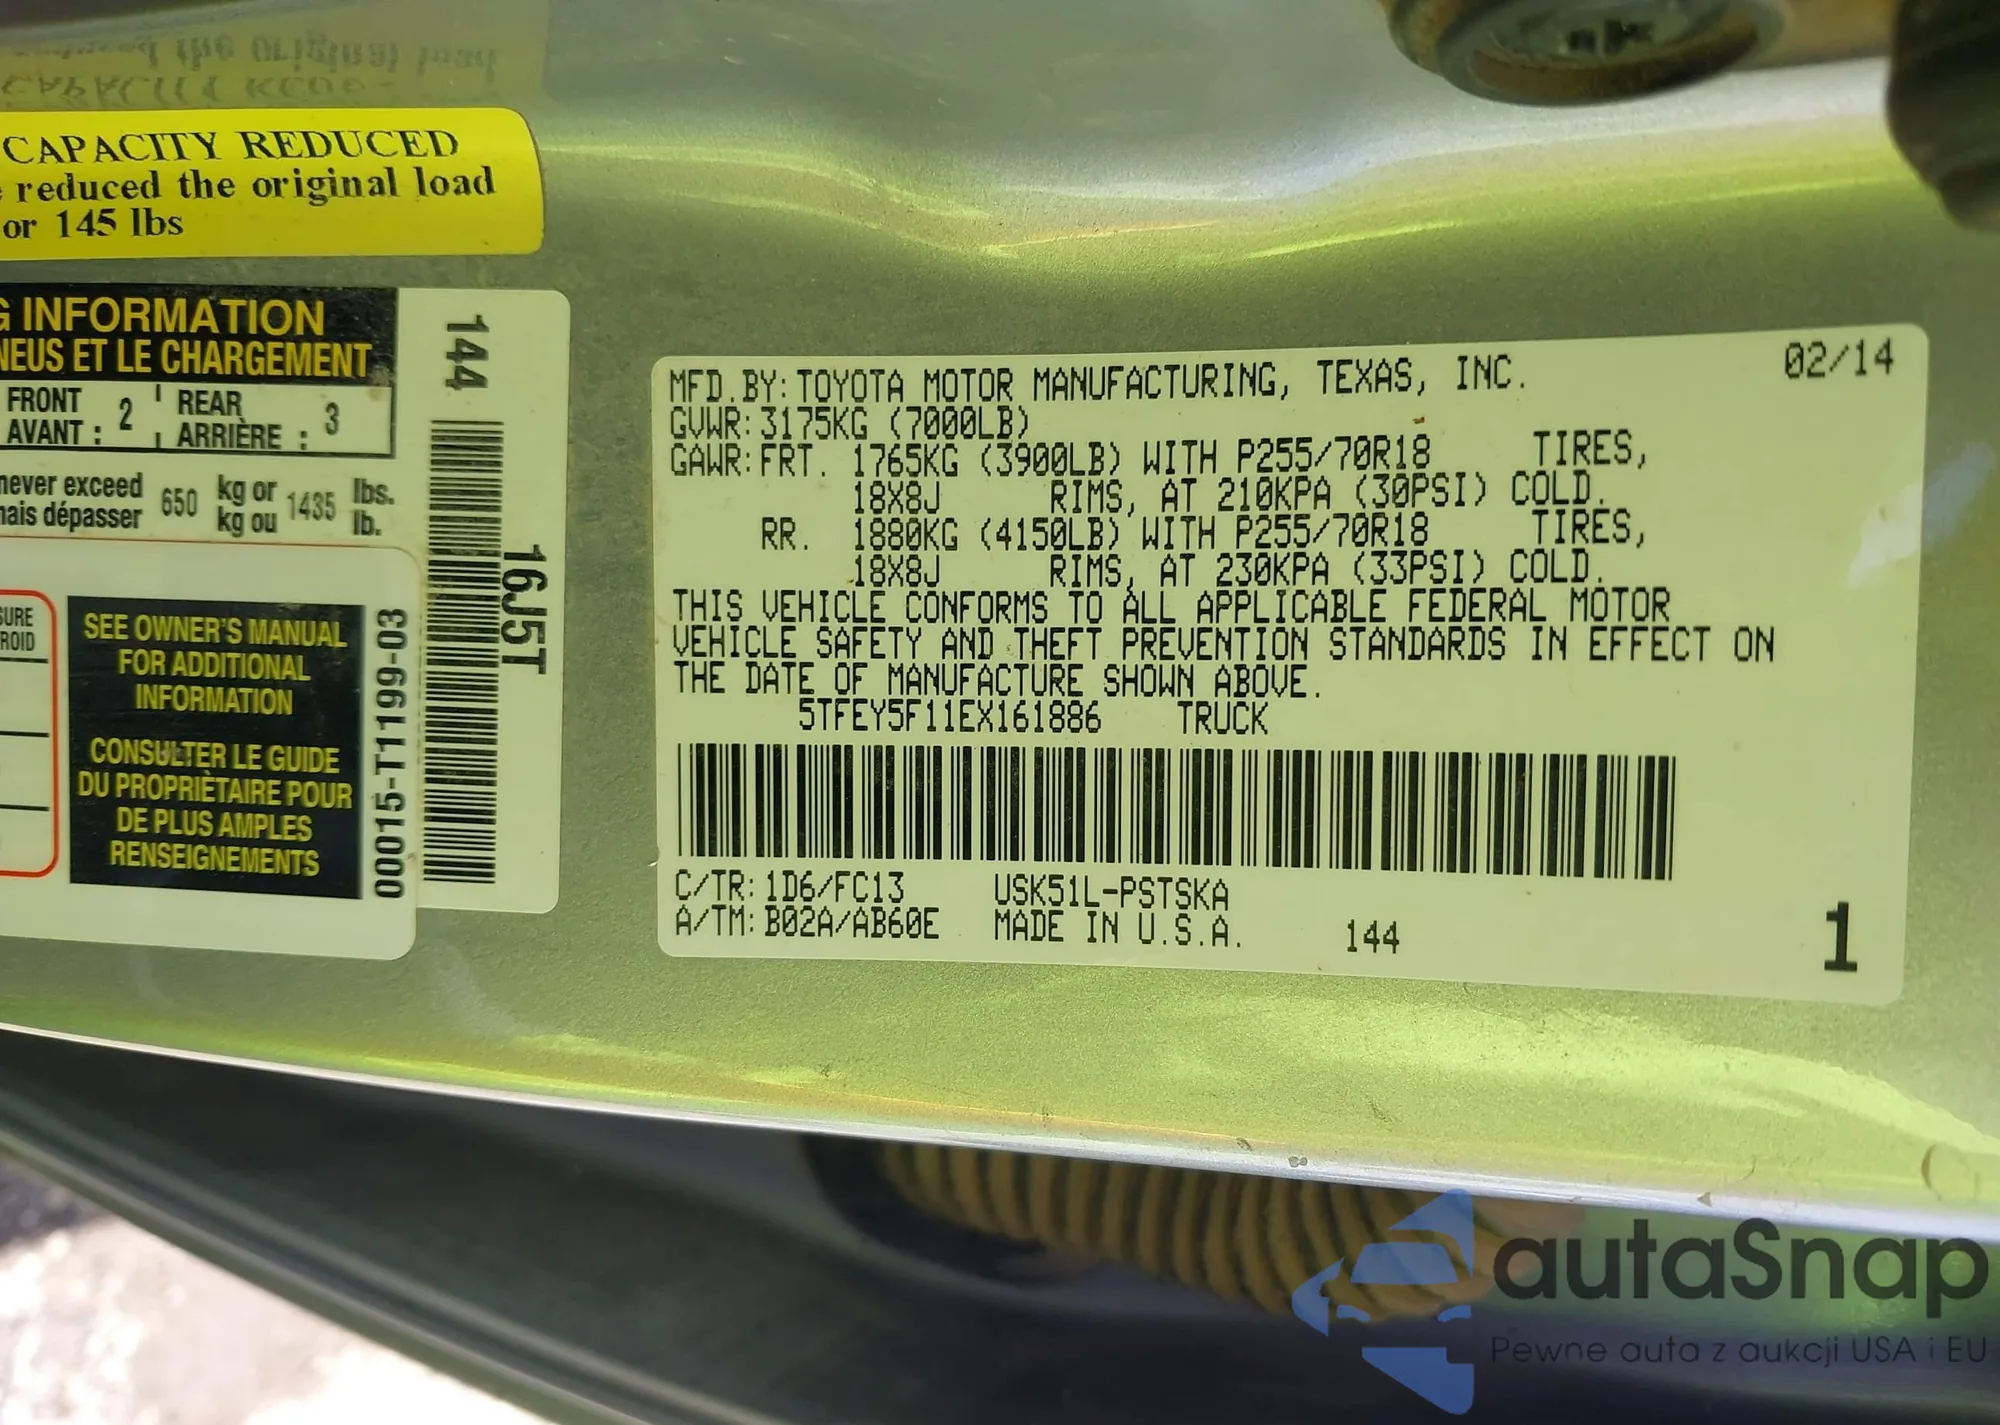 CAPACITY REDUCED
reduced the original load
or 145 lbs
G INFORMATION
NEUS ET LE CHARGEMENT
FRONT 2 REAR 3
AVANT : ARRIÈRE :
never exceed 650 kg or 1435 lbs.
mais dépasser kg ou lb.
SURE
ROID
SEE OWNER'S MANUAL
FOR ADDITIONAL
INFORMATION
CONSULTER LE GUIDE
DU PROPRIÈTAIRE POUR
DE PLUS AMPLES
RENSEIGNEMENTS
00015-T1199-03
144
16J5T
MFD.BY: TOYOTA MOTOR MANUFACTURING, TEXAS, INC. 02/14
GVWR: 3175KG (7000LB)
GAWR: FRT. 1765KG (3900LB) WITH P255/70R18 TIRES,
18X8J RIMS, AT 210KPA (30PSI) COLD.
RR. 1880KG (4150LB) WITH P255/70R18 TIRES,
18X8J RIMS, AT 230KPA (33PSI) COLD.
THIS VEHICLE CONFORMS TO ALL APPLICABLE FEDERAL MOTOR
VEHICLE SAFETY AND THEFT PREVENTION STANDARDS IN EFFECT ON
THE DATE OF MANUFACTURE SHOWN ABOVE.
5TFEY5F11EX161886 TRUCK
C/TR: 1D6/FC13 USK51L-PSTSKA
A/TM: B02A/AB60E MADE IN U.S.A. 144
1
autaSnap
Pewne auta z aukcji USA i EU